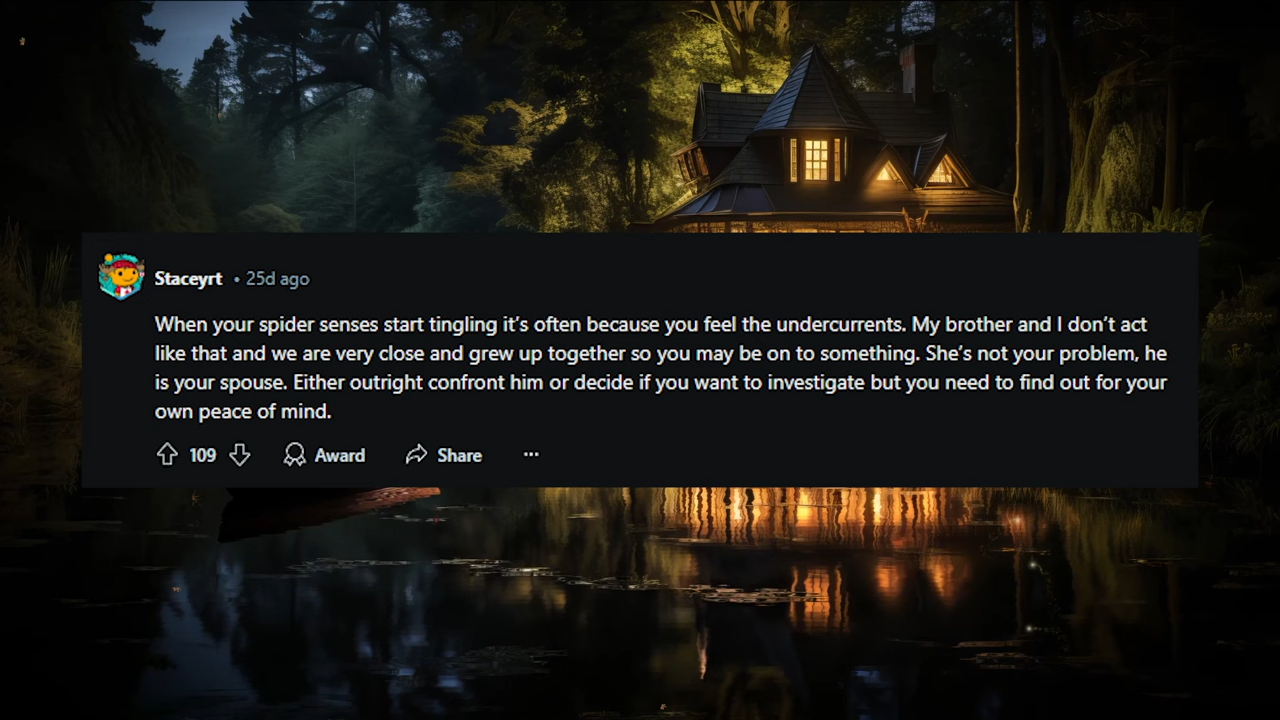 Staceyrt • 25d ago
When your spider senses start tingling it’s often because you feel the undercurrents. My brother and I don’t act
like that and we are very close and grew up together so you may be on to something. She’s not your problem, he
is your spouse. Either outright confront him or decide if you want to investigate but you need to find out for your
own peace of mind.
109 Award Share ...